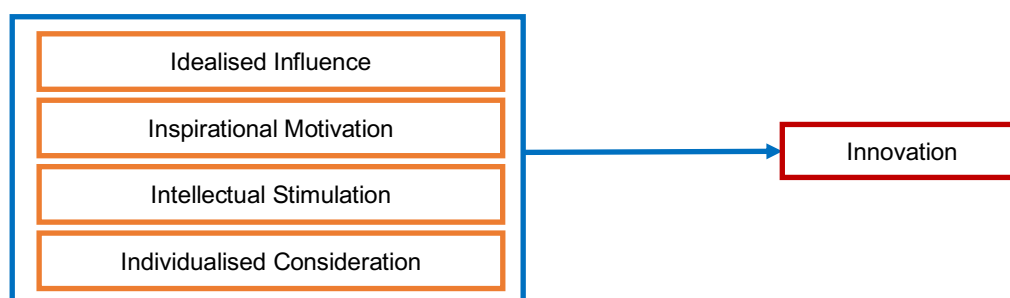 Idealised Influence
Inspirational Motivation
Intellectual Stimulation
Individualised Consideration
Innovation